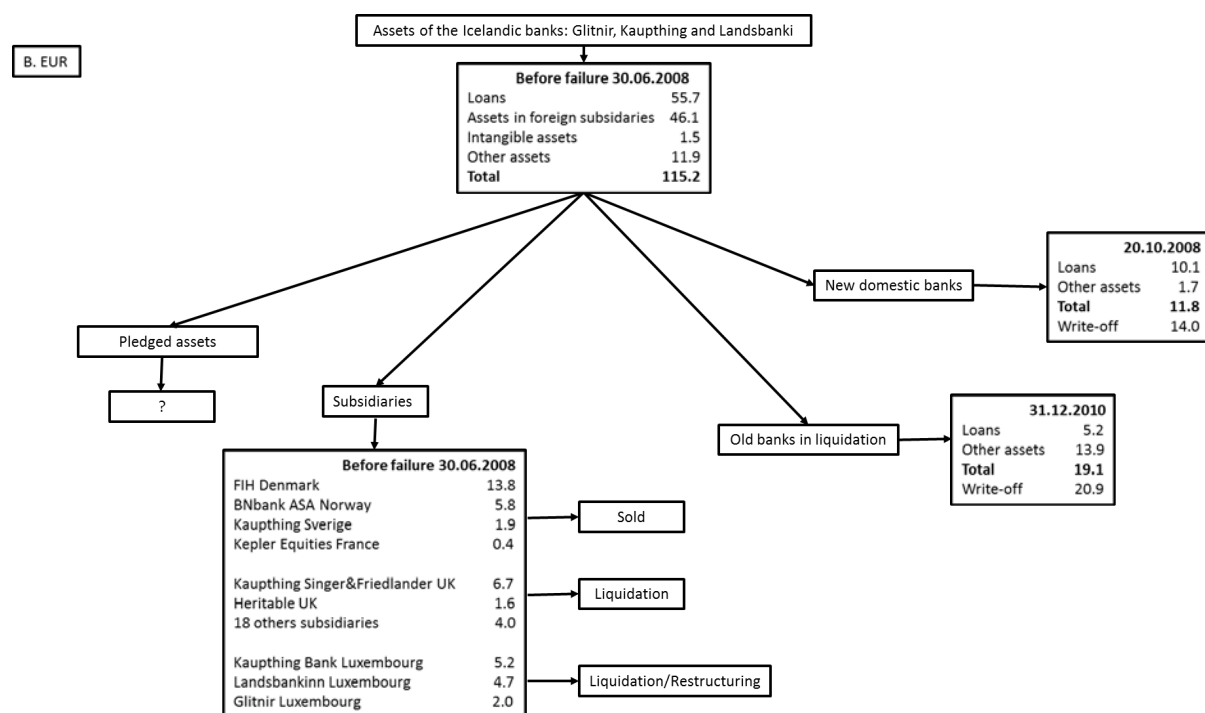 Assets of the Icelandic banks: Glitnir, Kaupthing and Landsbanki
B. EUR
Before failure 30.06.2008
Loans 55.7
Assets in foreign subsidaries 46.1
Intangible assets 1.5
Other assets 11.9
Total 115.2
New domestic banks
20.10.2008
Loans 10.1
Other assets 1.7
Total 11.8
Write-off 14.0
Pledged assets
?
Subsidiaries
Old banks in liquidation
31.12.2010
Loans 5.2
Other assets 13.9
Total 19.1
Write-off 20.9
Before failure 30.06.2008
FIH Denmark 13.8
BNbank ASA Norway 5.8
Kaupthing Sverige 1.9
Kepler Equities France 0.4
Sold
Kaupthing Singer&Friedlander UK 6.7
Heritable UK 1.6
18 others subsidiaries 4.0
Liquidation
Kaupthing Bank Luxembourg 5.2
Landsbankinn Luxembourg 4.7
Glitnir Luxembourg 2.0
Liquidation/Restructuring